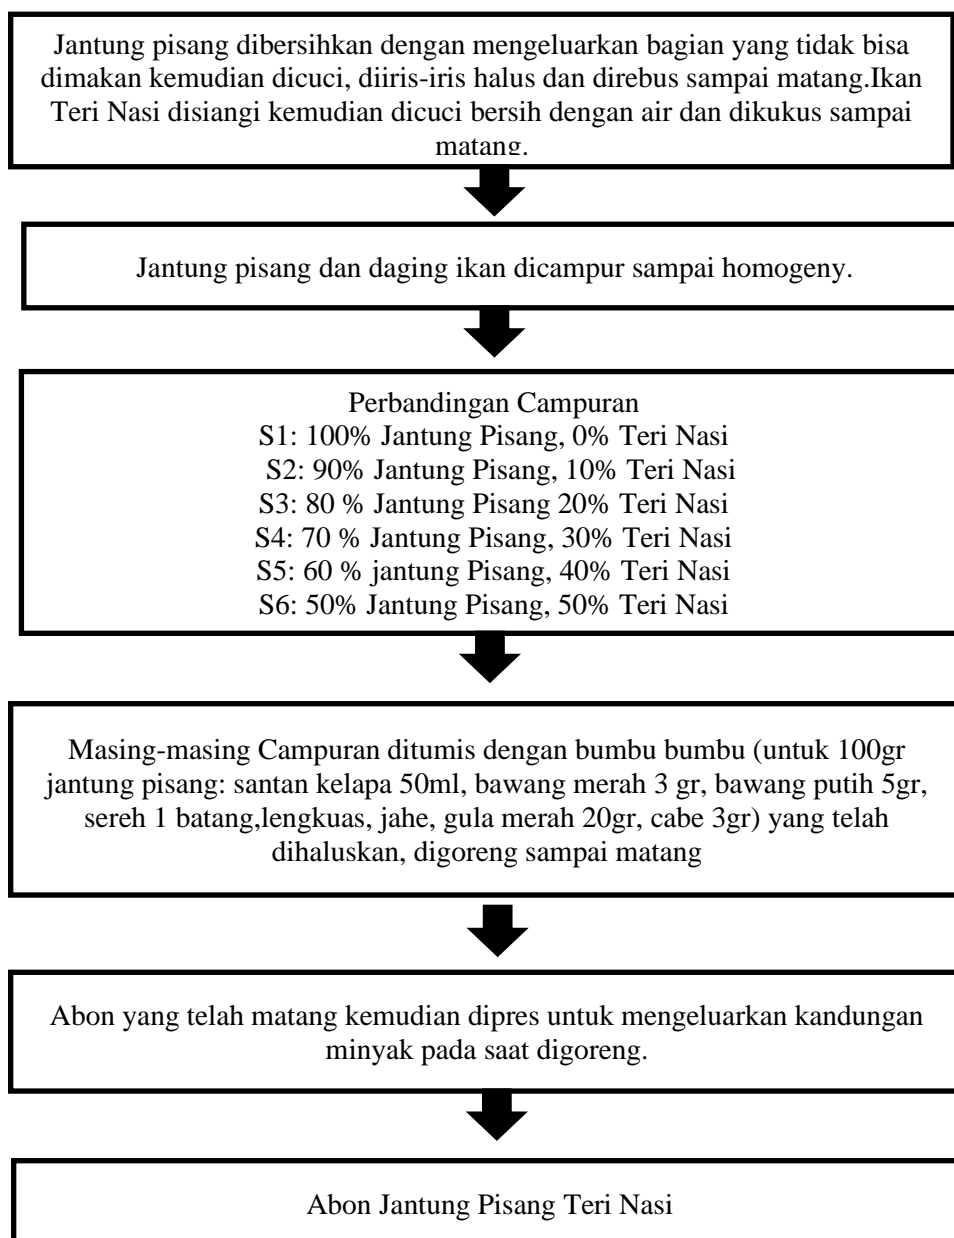 Jantung pisang dibersihkan dengan mengeluarkan bagian yang tidak bisa
dimakan kemudian dicuci, diiris-iris halus dan direbus sampai matang.Ikan
Teri Nasi disiangi kemudian dicuci bersih dengan air dan dikukus sampai
matang.
Jantung pisang dan daging ikan dicampur sampai homogeny.
Perbandingan Campuran
S1: 100% Jantung Pisang, 0% Teri Nasi
S2: 90% Jantung Pisang, 10% Teri Nasi
S3: 80 % Jantung Pisang 20% Teri Nasi
S4: 70 % Jantung Pisang, 30% Teri Nasi
S5: 60 % jantung Pisang, 40% Teri Nasi
S6: 50% Jantung Pisang, 50% Teri Nasi
Masing-masing Campuran ditumis dengan bumbu bumbu (untuk 100gr
jantung pisang: santan kelapa 50ml, bawang merah 3 gr, bawang putih 5gr,
sereh 1 batang,lengkuas, jahe, gula merah 20gr, cabe 3gr) yang telah
dihaluskan, digoreng sampai matang
Abon yang telah matang kemudian dipres untuk mengeluarkan kandungan
minyak pada saat digoreng.
Abon Jantung Pisang Teri Nasi